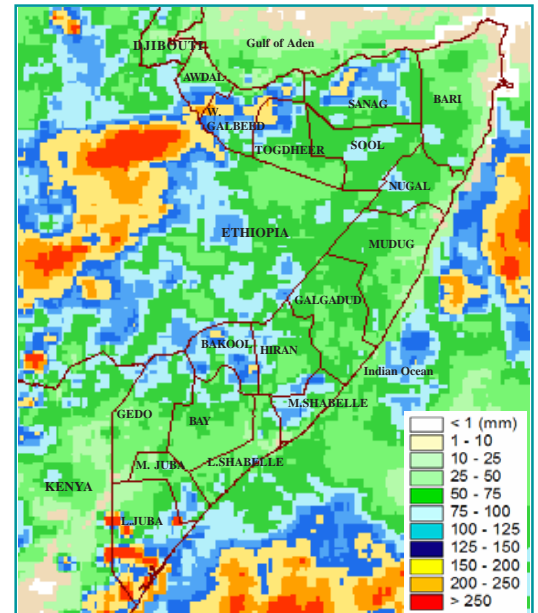 Gulf of Aden
DJIBOUTI
AWDAL
SANAG
BARI
W.
GALBEED
TOGDHEER
SOOL
NUGAL
ETHIOPIA
MUDUG
GALGADUD
BAKOOL
HIRAN
Indian Ocean
M.SHABELLE
GEDO
BAY
L.SHABELLE
M. JUBA
KENYA
L.JUBA
< 1 (mm)
1 - 10
10 - 25
25 - 50
50 - 75
75 - 100
100 - 125
125 - 150
150 - 200
200 - 250
> 250